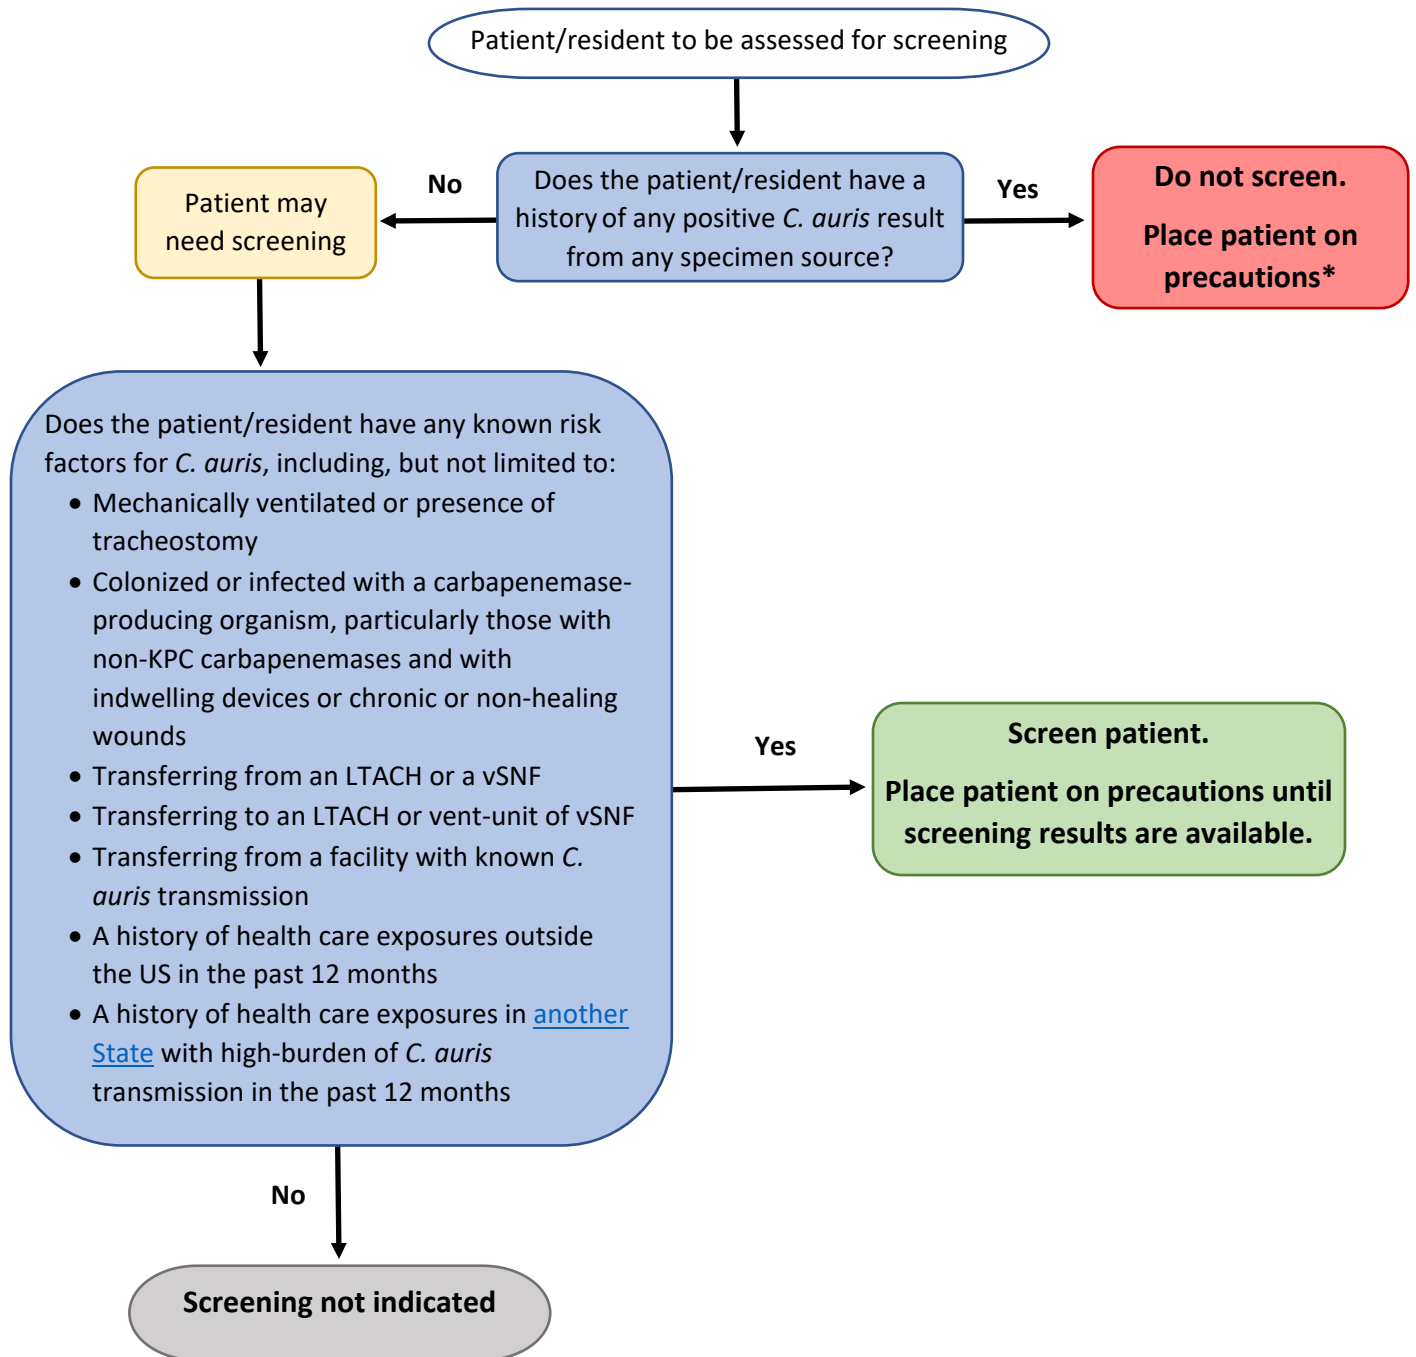 Patient/resident to be assessed for screening
No
Does the patient/resident have a
history of any positive C. auris result
from any specimen source?
Yes
Do not screen.
Place patient on
precautions*
Patient may
need screening
Does the patient/resident have any known risk
factors for C. auris, including, but not limited to:
• Mechanically ventilated or presence of
tracheostomy
• Colonized or infected with a carbapenemase-
producing organism, particularly those with
non-KPC carbapenemases and with
indwelling devices or chronic or non-healing
wounds
• Transferring from an LTACH or a vSNF
• Transferring to an LTACH or vent-unit of vSNF
• Transferring from a facility with known C.
auris transmission
• A history of health care exposures outside
the US in the past 12 months
• A history of health care exposures in another
State with high-burden of C. auris
transmission in the past 12 months
Yes
Screen patient.
Place patient on precautions until
screening results are available.
No
Screening not indicated